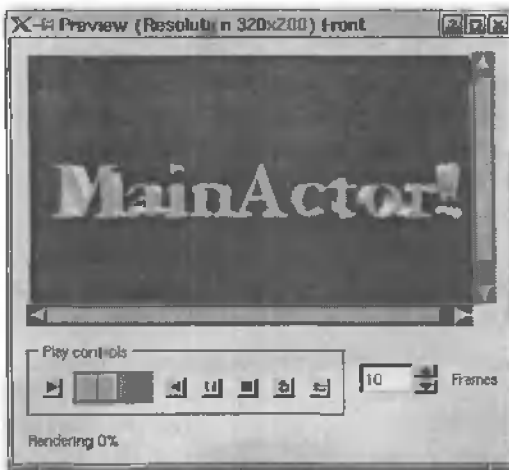 Preview (Resolution 320x200) Front
MainActor!
Play controls
10
Frames
Rendering 0%